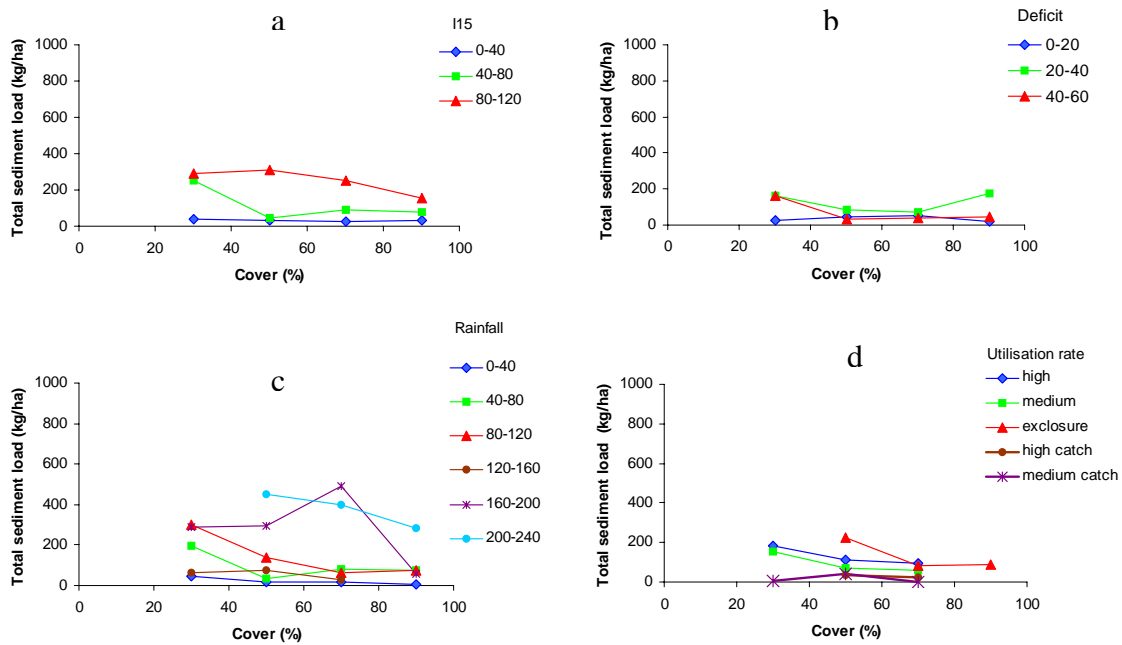 a
I15
0-40
40-80
80-120
Total sediment load (kg/ha)
1000
800
600
400
200
0
0 20 40 60 80 100
Cover (%)
b
Deficit
0-20
20-40
40-60
Total sediment load (kg/ha)
1000
800
600
400
200
0
0 20 40 60 80 100
Cover (%)
c
Rainfall
0-40
40-80
80-120
120-160
160-200
200-240
Total sediment load (kg/ha)
1000
800
600
400
200
0
0 20 40 60 80 100
Cover (%)
d
Utilisation rate
high
medium
exclosure
high catch
medium catch
Total sediment load (kg/ha)
1000
800
600
400
200
0
0 20 40 60 80 100
Cover (%)